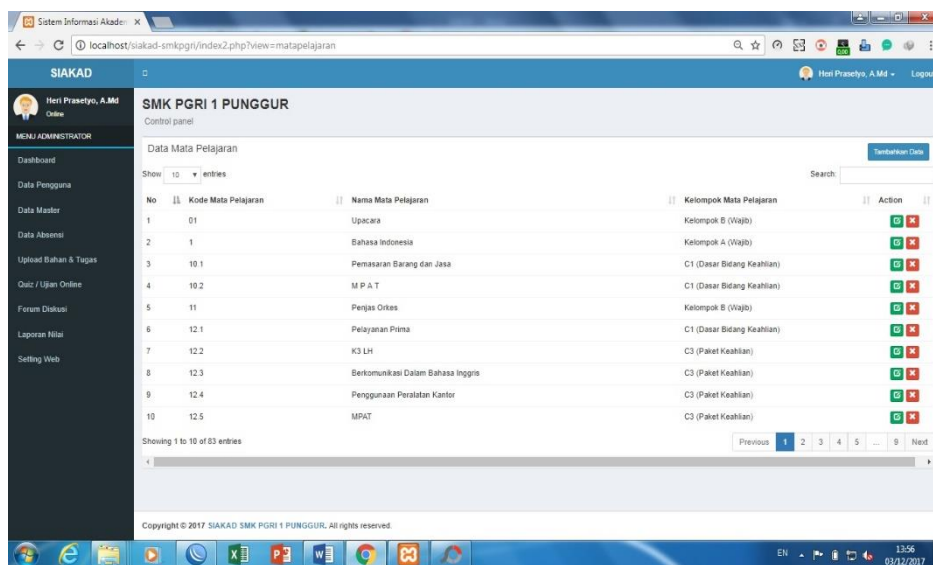 Sistem Informasi Akadem
localhost/siakad-smkpgri/index2.php?view=matapelajaran
SIAKAD
Heri Prasetyo, A.Md
Logou
Heri Prasetyo, A.Md
Online
MENU ADMINISTRATOR
Dashboard
Data Pengguna
Data Master
Data Absensi
Upload Bahan & Tugas
Quiz / Ujian Online
Forum Diskusi
Laporan Nilai
Setting Web
SMK PGRI 1 PUNGGUR
Control panel
Data Mata Pelajaran
Tambahkan Data
Show 10 entries
Search:
No Kode Mata Pelajaran Nama Mata Pelajaran Kelompok Mata Pelajaran Action
1 01 Upacara Kelompok B (Wajib)
2 1 Bahasa Indonesia Kelompok A (Wajib)
3 10.1 Pemasaran Barang dan Jasa C1 (Dasar Bidang Keahlian)
4 10.2 M P A T C1 (Dasar Bidang Keahlian)
5 11 Penjas Orkes Kelompok B (Wajib)
6 12.1 Pelayanan Prima C1 (Dasar Bidang Keahlian)
7 12.2 K3 LH C3 (Paket Keahlian)
8 12.3 Berkomunikasi Dalam Bahasa Inggris C3 (Paket Keahlian)
9 12.4 Penggunaan Peralatan Kantor C3 (Paket Keahlian)
10 12.5 MPAT C3 (Paket Keahlian)
Showing 1 to 10 of 83 entries
Previous 1 2 3 4 5 ... 9 Next
Copyright © 2017 SIAKAD SMK PGRI 1 PUNGGUR. All rights reserved.
EN
13:56
03/12/2017